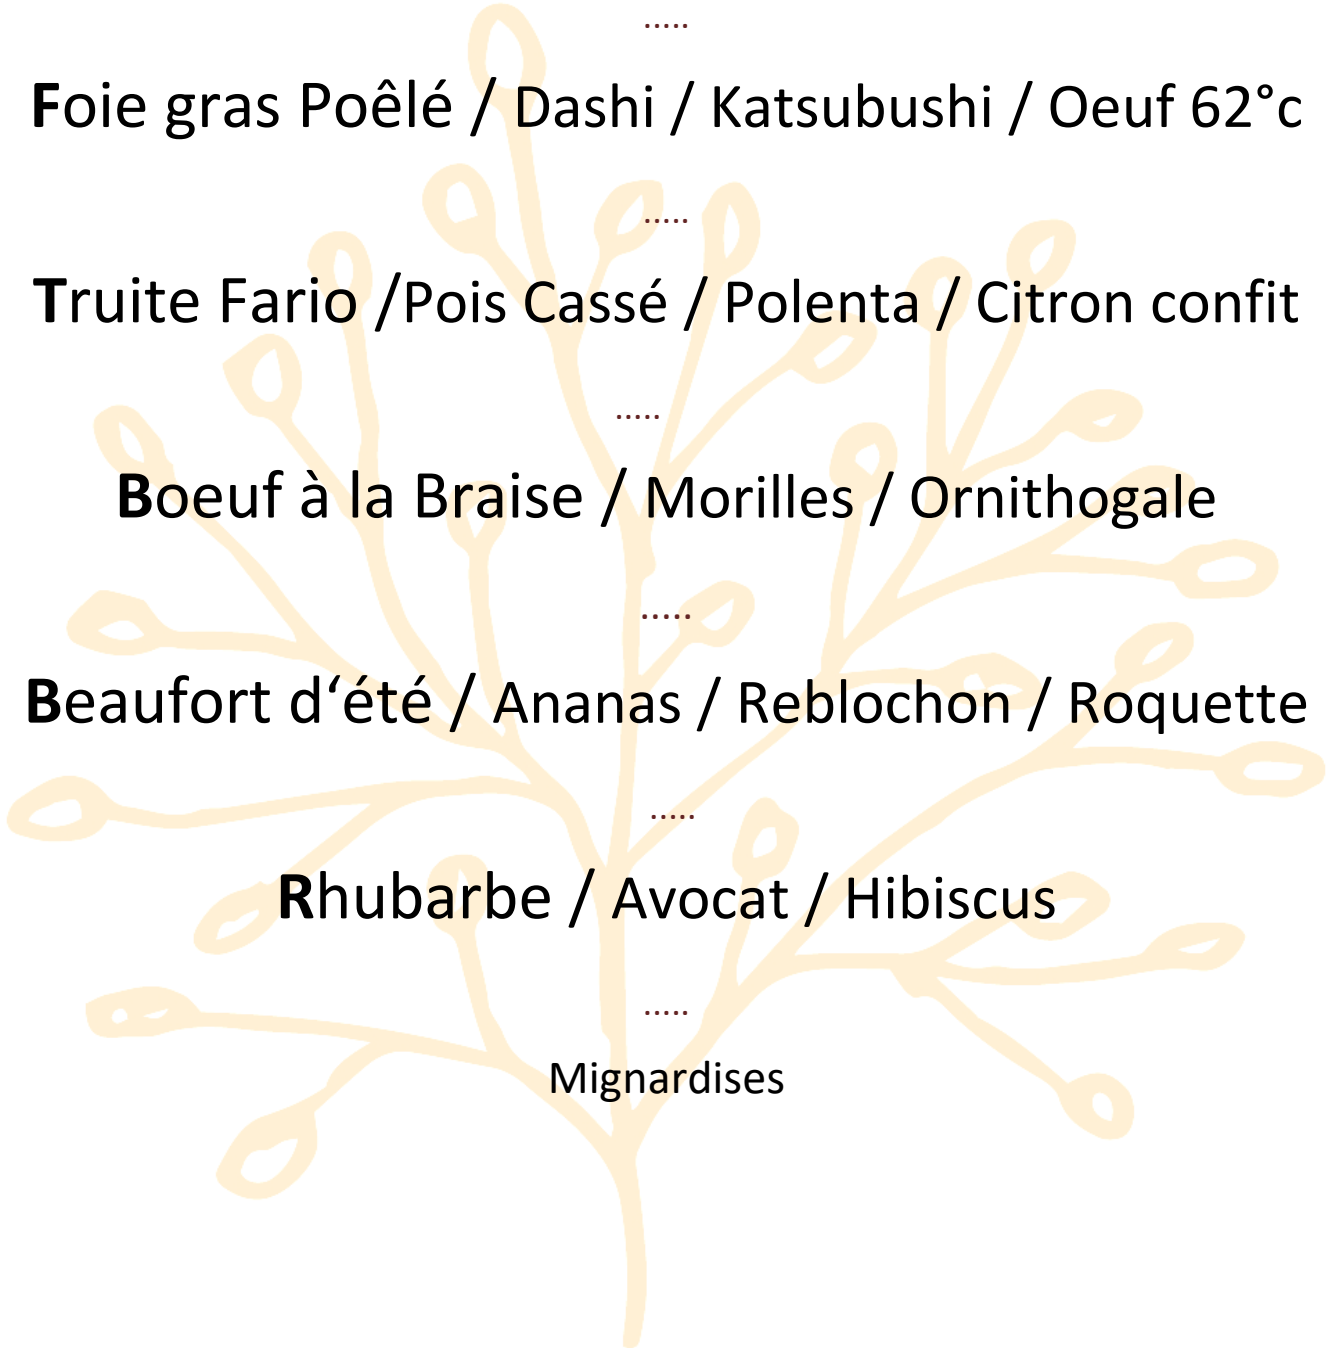 .....
Foie gras Poêlé / Dashi / Katsubushi / Oeuf 62°c
.....
Truite Fario /Pois Cassé / Polenta / Citron confit
.....
Boeuf à la Braise / Morilles / Ornithogale
.....
Beaufort d‘été / Ananas / Reblochon / Roquette
.....
Rhubarbe / Avocat / Hibiscus
.....
Mignardises